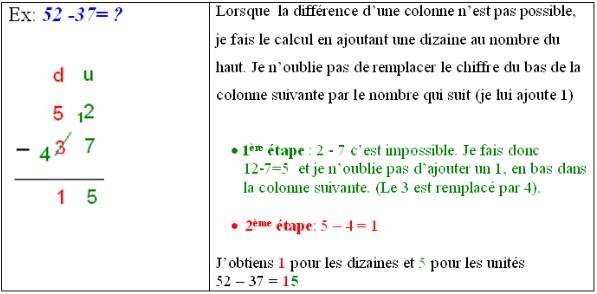 Ex: 52 -37= ?
d u
5 12
– 4 3 7
1 5
Lorsque la différence d'une colonne n'est pas possible,
je fais le calcul en ajoutant une dizaine au nombre du
haut. Je n'oublie pas de remplacer le chiffre du bas de la
colonne suivante par le nombre qui suit (je lui ajoute 1)
• 1ère étape : 2 - 7 c'est impossible. Je fais donc
12-7=5 et je n'oublie pas d'ajouter un 1, en bas dans
la colonne suivante. (Le 3 est remplacé par 4).
• 2ème étape: 5 – 4 = 1
J'obtiens 1 pour les dizaines et 5 pour les unités
52 – 37 = 15